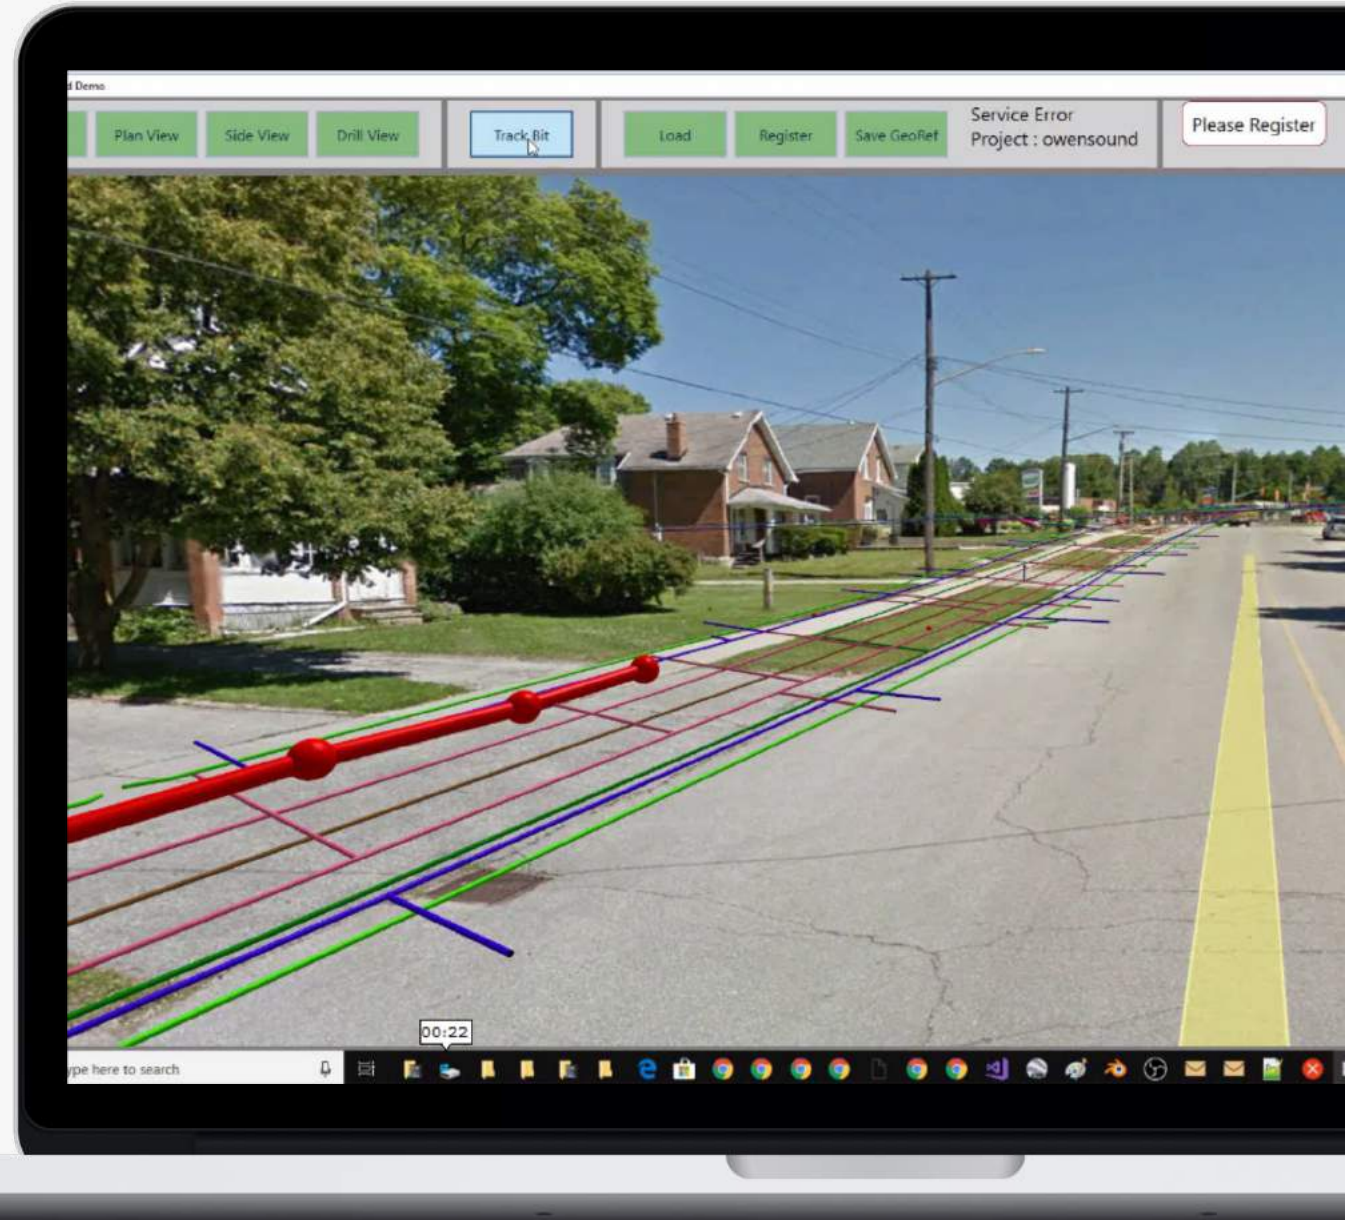 d Demo
Plan View
Side View
Drill View
Track Bit
Load
Register
Save GeoRef
Service Error
Project : owensound
Please Register
00:22
ype here to search